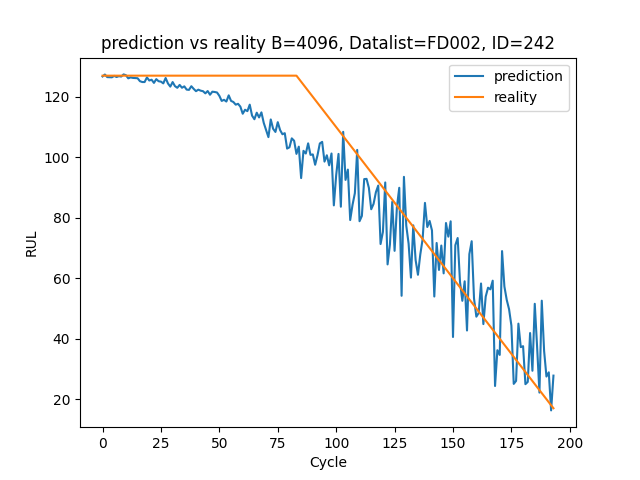 prediction vs reality B=4096, Datalist=FD002, ID=242
prediction
reality
RUL
120
100
80
60
40
20
0 25 50 75 100 125 150 175 200
Cycle